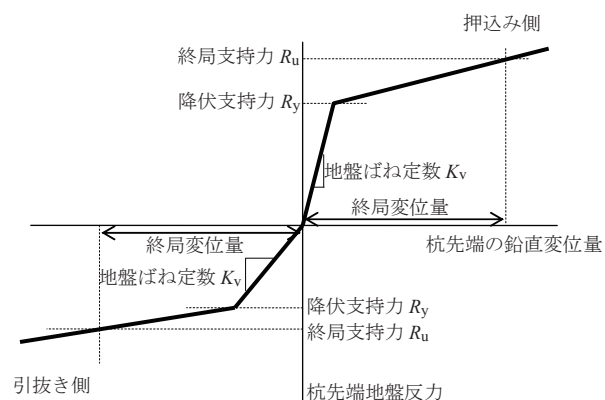 押込み側
終局支持力 Ru
降伏支持力 Ry
地盤ばね定数 Kv
終局変位量
終局変位量
杭先端の鉛直変位量
地盤ばね定数 Kv
降伏支持力 Ry
終局支持力 Ru
引抜き側
杭先端地盤反力